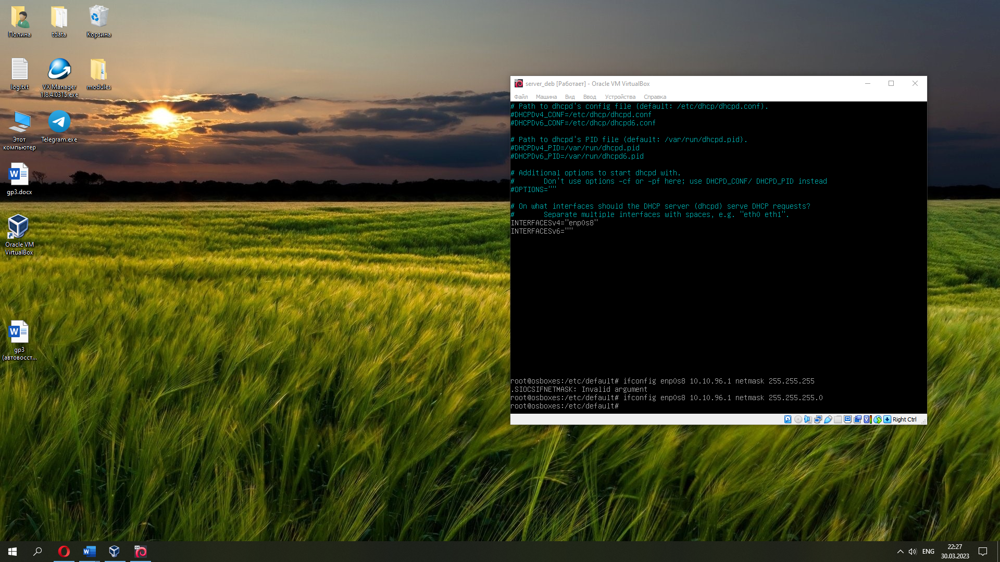 Полина
tdata
Корзина
log.txt
VX Manager
1.8.4.0315.exe
modules
Этот
компьютер
Telegram.exe
gp3.docx
Oracle VM
VirtualBox
gp3
(автовосст...
server_deb [Работает] - Oracle VM VirtualBox
Файл Машина Вид Ввод Устройства Справка
# Path to dhcpd's config file (default: /etc/dhcp/dhcpd.conf).
#DHCPDv4_CONF=/etc/dhcp/dhcpd.conf
#DHCPDv6_CONF=/etc/dhcp/dhcpd6.conf
# Path to dhcpd's PID file (default: /var/run/dhcpd.pid).
#DHCPDv4_PID=/var/run/dhcpd.pid
#DHCPDv6_PID=/var/run/dhcpd6.pid
# Additional options to start dhcpd with.
#       Don't use options -cf or -pf here; use DHCPD_CONF/ DHCPD_PID instead
#OPTIONS=""
# On what interfaces should the DHCP server (dhcpd) serve DHCP requests?
#       Separate multiple interfaces with spaces, e.g. "eth0 eth1".
INTERFACESv4="enp0s8"
INTERFACESv6=""
root@osboxes:/etc/default# ifconfig enp0s8 10.10.96.1 netmask 255.255.255
.SIOCSIFNETMASK: Invalid argument
root@osboxes:/etc/default# ifconfig enp0s8 10.10.96.1 netmask 255.255.255.0
root@osboxes:/etc/default#
Right Ctrl
ENG
22:27
30.03.2023